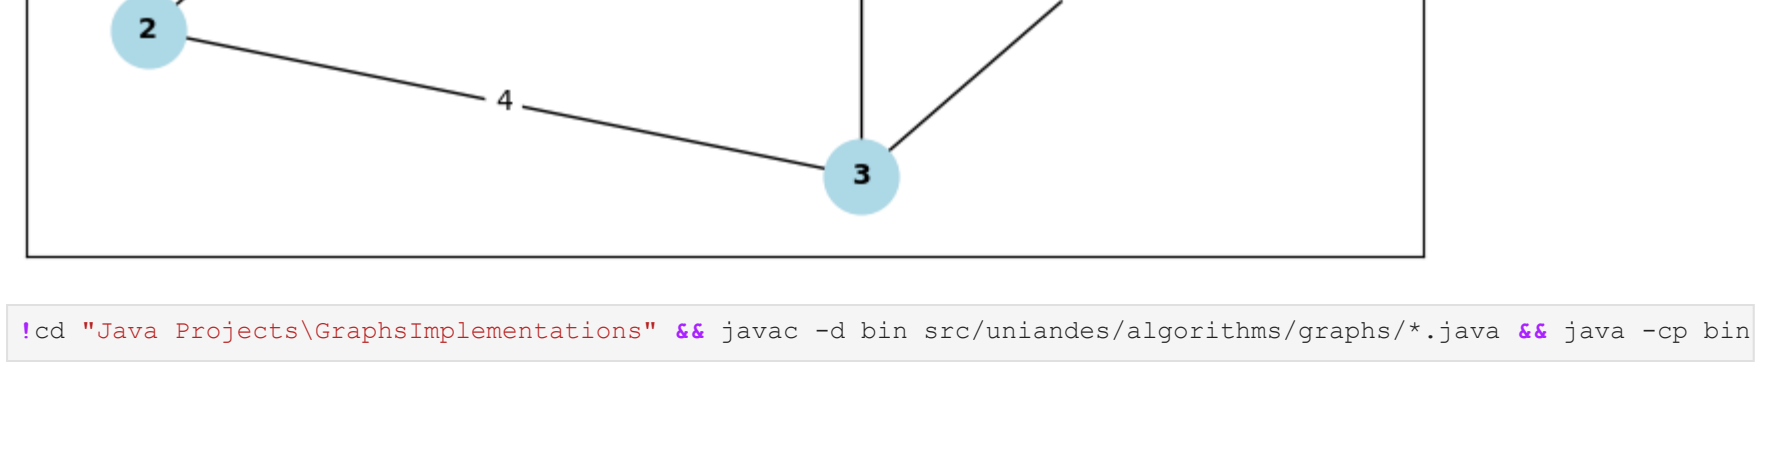 2
4
3
!cd "Java Projects\GraphsImplementations" && javac -d bin src/uniandes/algorithms/graphs/*.java && java -cp bin